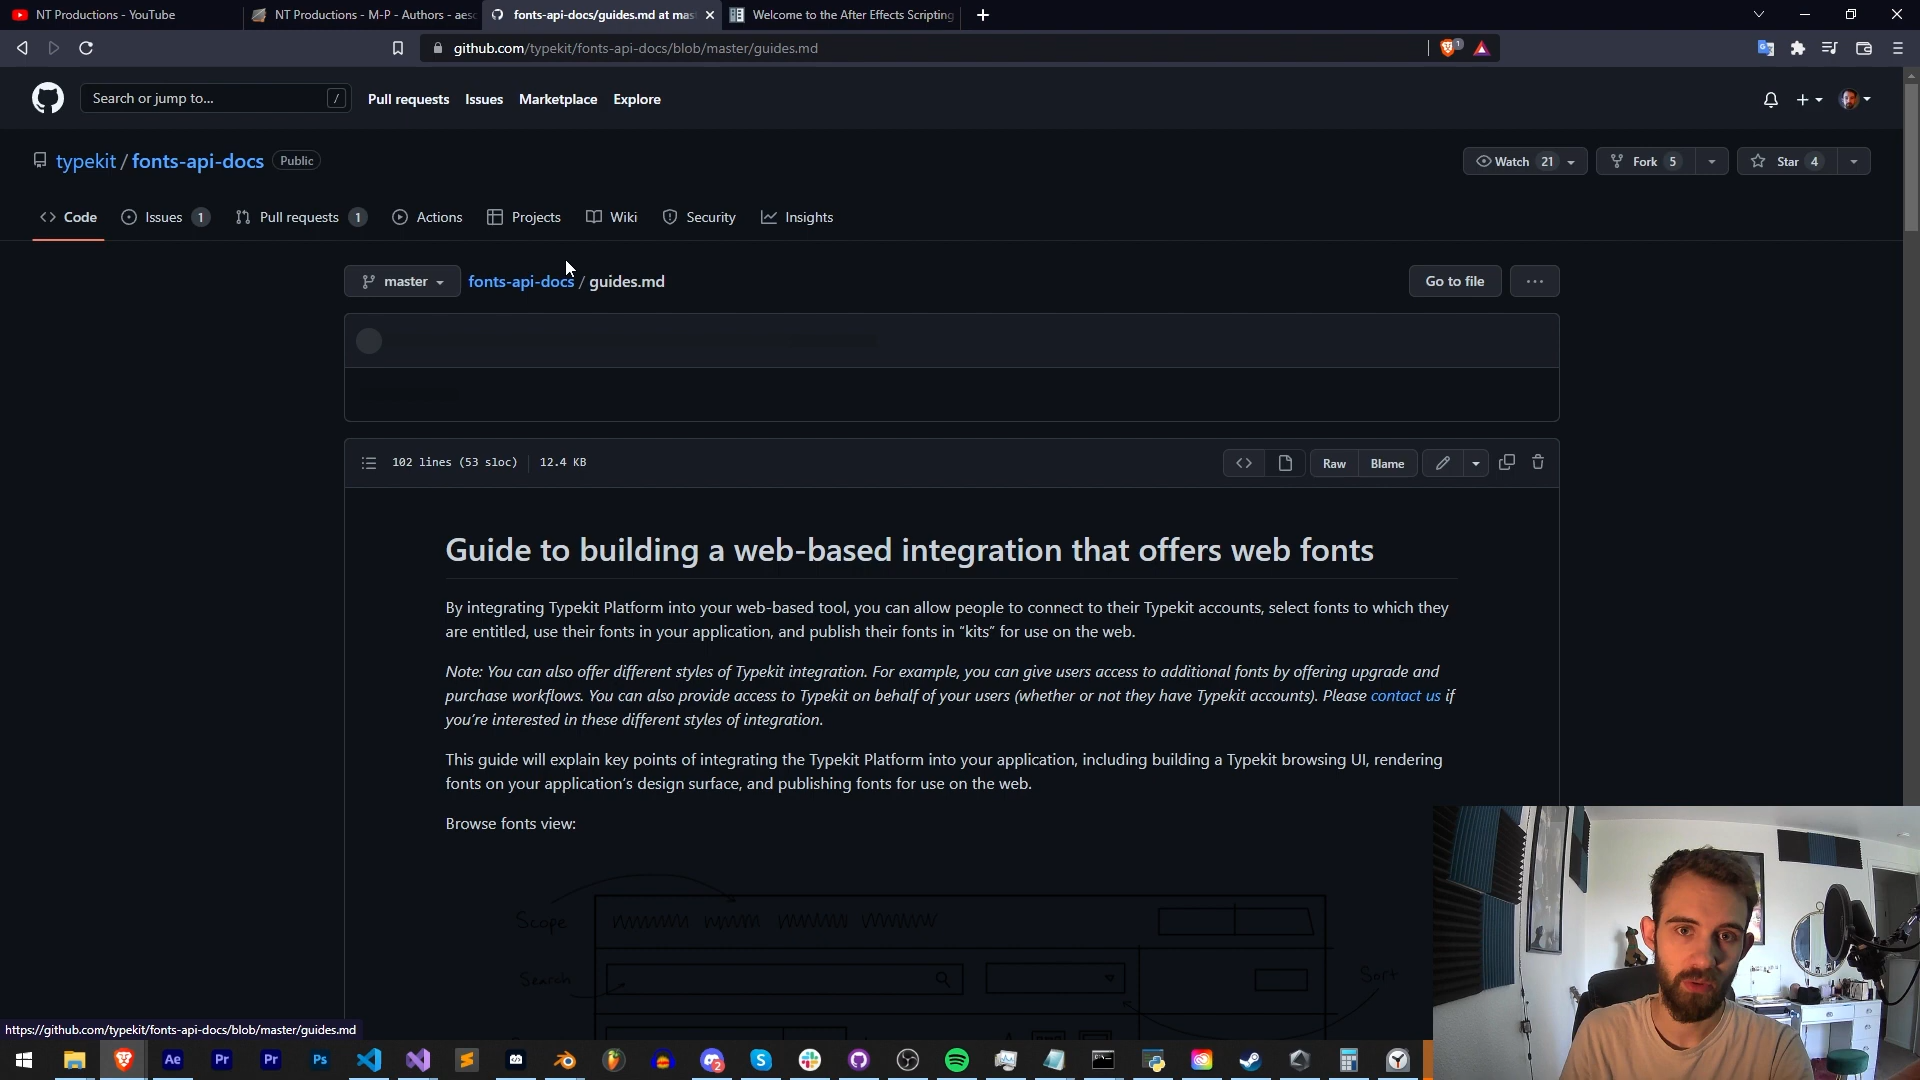 NT Productions - YouTube
NT Productions - M-P - Authors - aesc
fonts-api-docs/guides.md at mas
Welcome to the After Effects Scripting
github.com/typekit/fonts-api-docs/blob/master/guides.md
1
Search or jump to...
/
Pull requests
Issues
Marketplace
Explore
typekit / fonts-api-docs
Public
Watch 21
Fork 5
Star 4
Code
Issues 1
Pull requests 1
Actions
Projects
Wiki
Security
Insights
master
fonts-api-docs / guides.md
Go to file
102 lines (53 sloc)
12.4 KB
Raw
Blame
Guide to building a web-based integration that offers web fonts
By integrating Typekit Platform into your web-based tool, you can allow people to connect to their Typekit accounts, select fonts to which they
are entitled, use their fonts in your application, and publish their fonts in “kits” for use on the web.
Note: You can also offer different styles of Typekit integration. For example, you can give users access to additional fonts by offering upgrade and
purchase workflows. You can also provide access to Typekit on behalf of your users (whether or not they have Typekit accounts). Please contact us if
you’re interested in these different styles of integration.
This guide will explain key points of integrating the Typekit Platform into your application, including building a Typekit browsing UI, rendering
fonts on your application’s design surface, and publishing fonts for use on the web.
Browse fonts view:
Scope
Search
Sort
https://github.com/typekit/fonts-api-docs/blob/master/guides.md
Ae
Pr
Pr
Ps
2